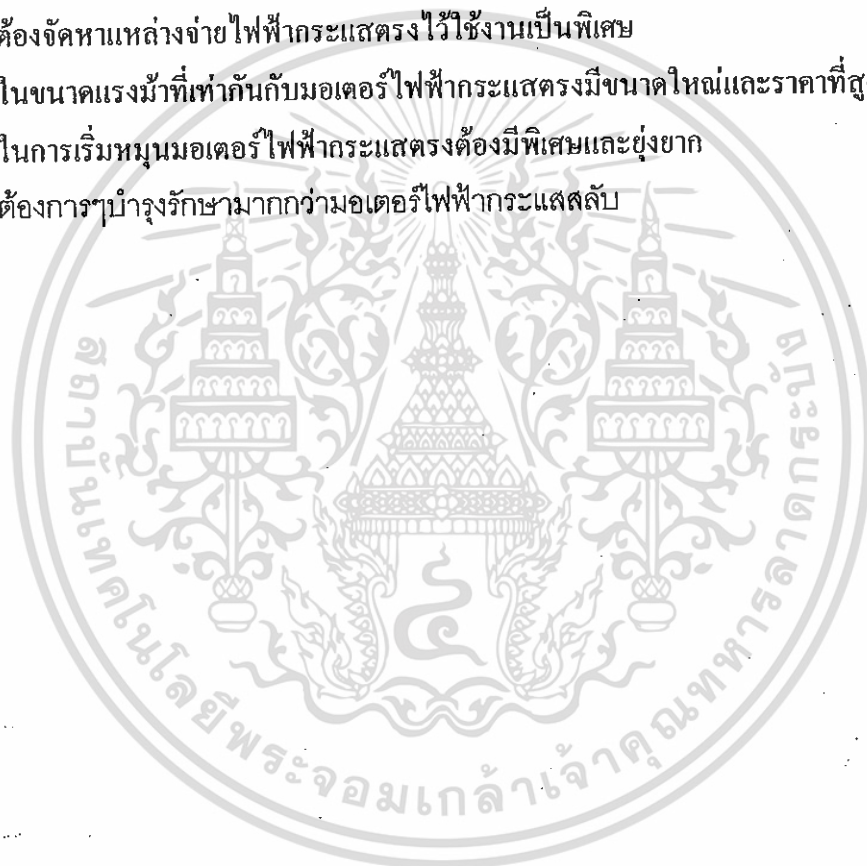 ต้องจัดหาแหล่งจ่ายไฟฟ้ากระแสตรงไว้ใช้งานเป็นพิเศษ
ในขนาดแรงม้าที่เท่ากันกับมอเตอร์ไฟฟ้ากระแสตรงมีขนาดใหญ่และราคาที่สู
ในการเริ่มหมุนมอเตอร์ไฟฟ้ากระแสตรงต้องมีพิเศษและยุ่งยาก
ต้องการๆบำรุงรักษามากกว่ามอเตอร์ไฟฟ้ากระแสสลับ
สถาบันเทคโนโลยีพระจอมเกล้าเจ้าคุณทหารลาดกระบัง